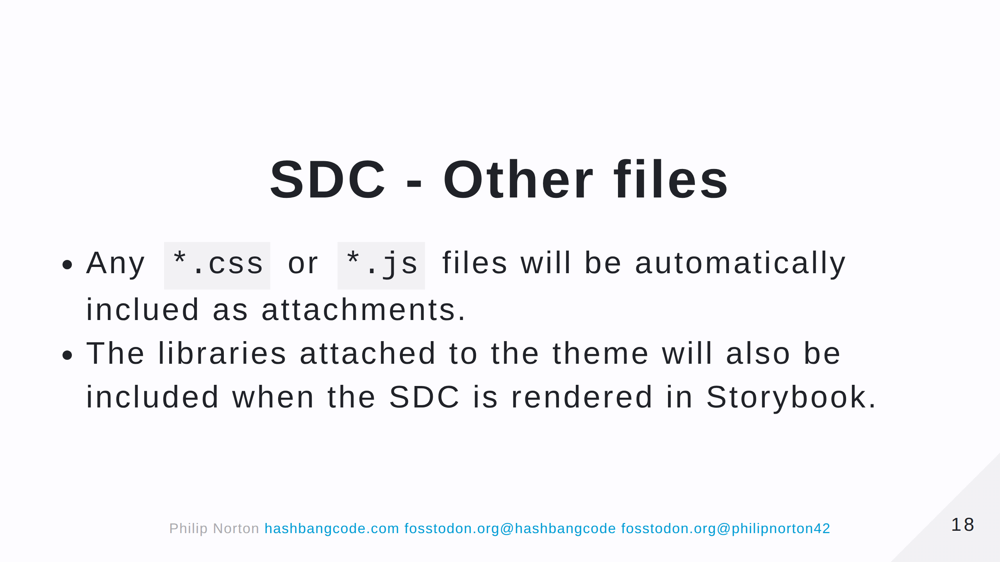 SDC - Other files
• Any *.css or *.js files will be automatically
inclued as attachments.
• The libraries attached to the theme will also be
included when the SDC is rendered in Storybook.
Philip Norton hashbangcode.com fosstodon.org@hashbangcode fosstodon.org@philipnorton42
18